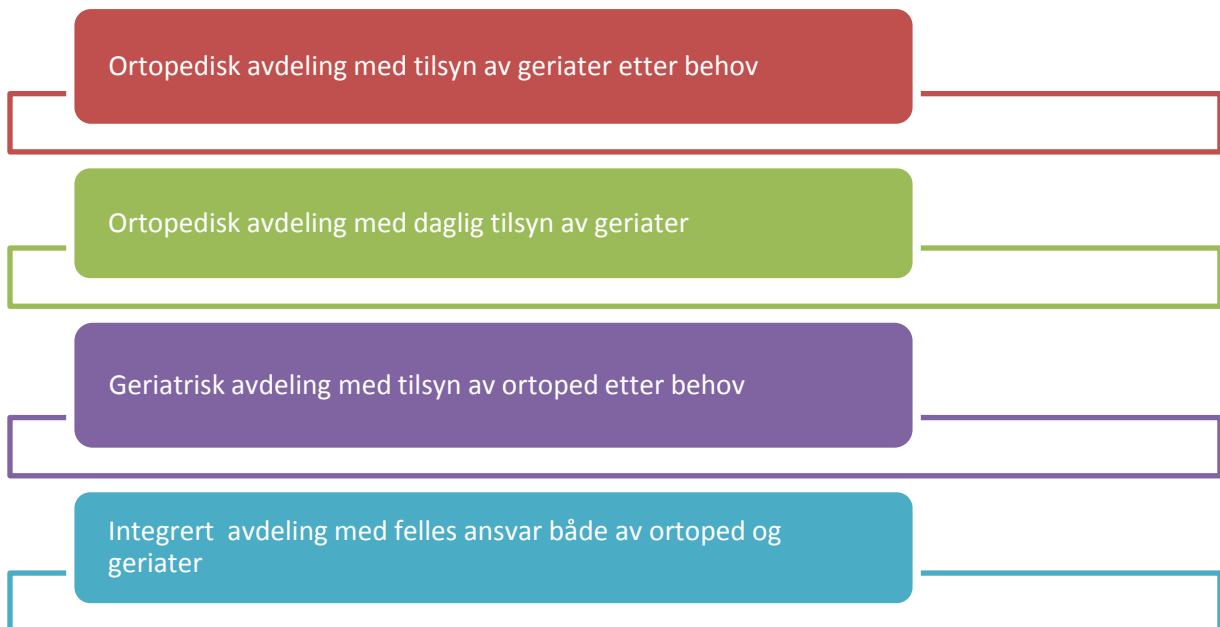 Ortopedisk avdeling med tilsyn av geriater etter behov
Ortopedisk avdeling med daglig tilsyn av geriater
Geriatrisk avdeling med tilsyn av ortoped etter behov
Integrert  avdeling med felles ansvar både av ortoped og
geriater